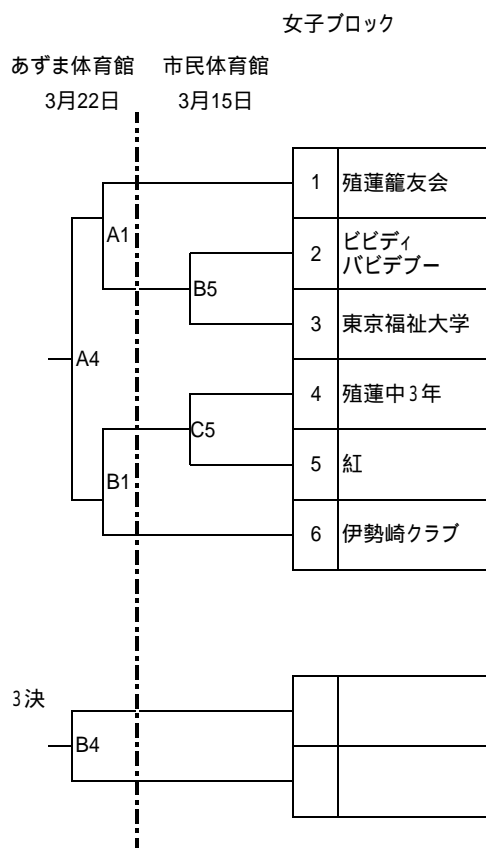 女子ブロック
あずま体育館 市民体育館
3月22日 3月15日
1 殖蓮籠友会
A1
2 ビビディ
バビデブー
B5
3 東京福祉大学
A4
4 殖蓮中3年
C5
5 紅
B1
6 伊勢崎クラブ
3決
B4